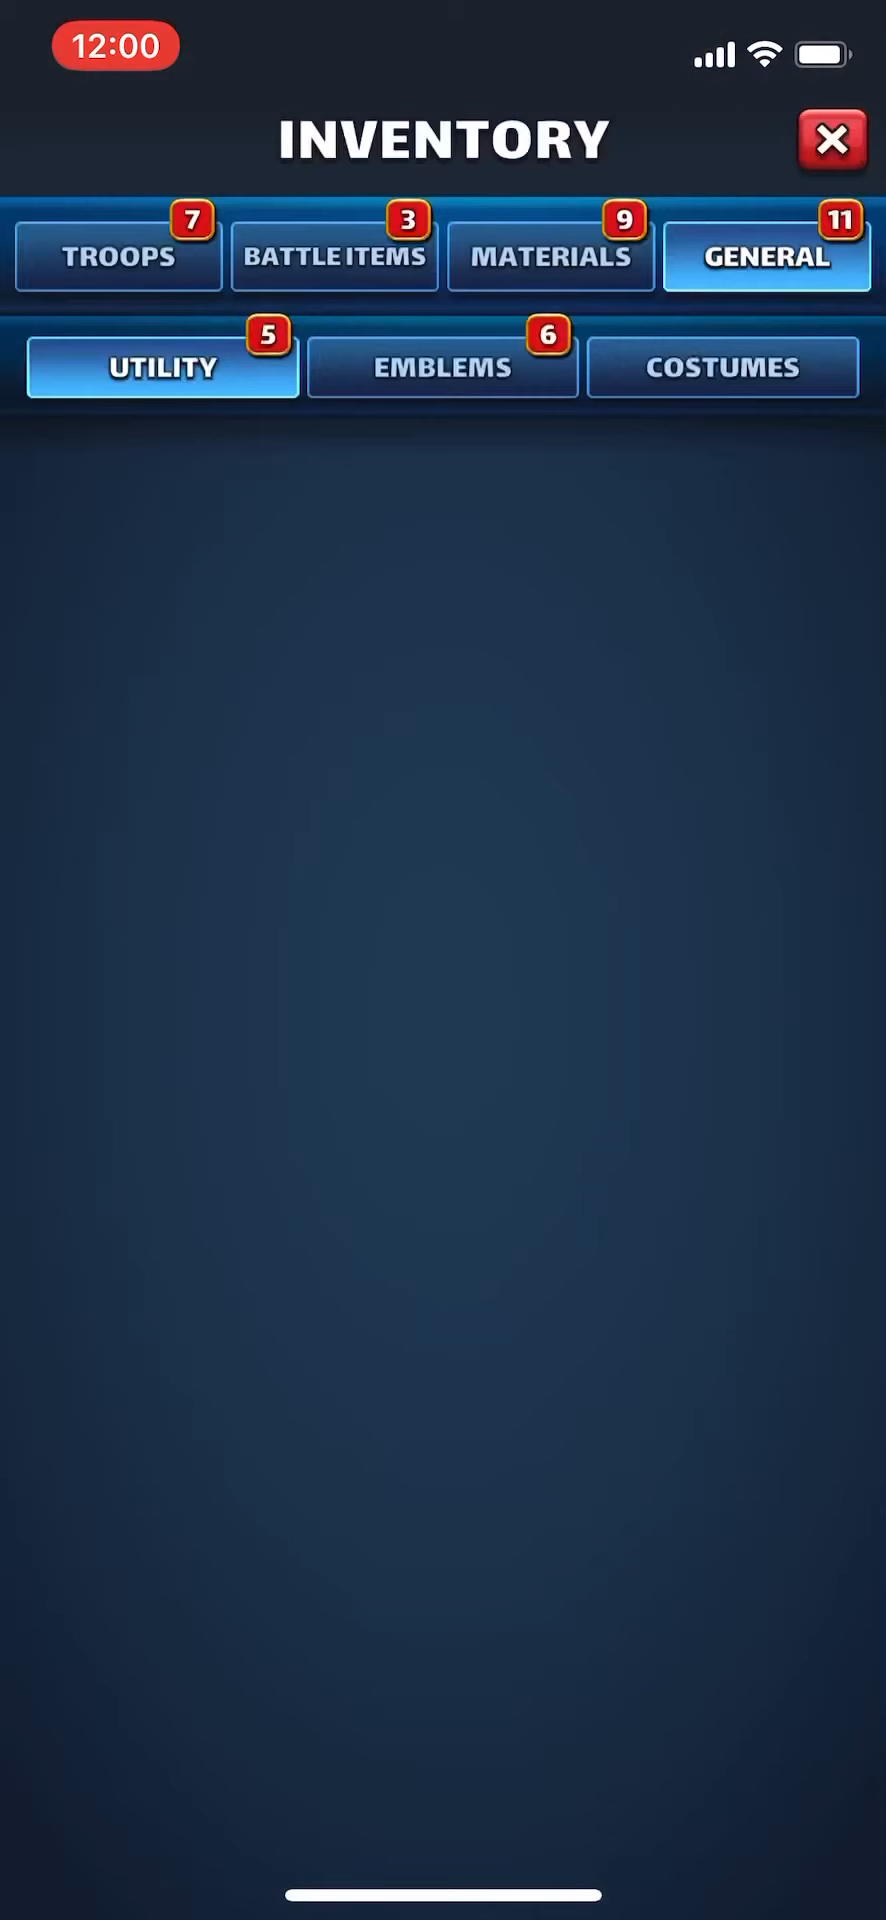 12:00
INVENTORY
7 3 9 11
TROOPS BATTLE ITEMS MATERIALS GENERAL
5 6
UTILITY EMBLEMS COSTUMES